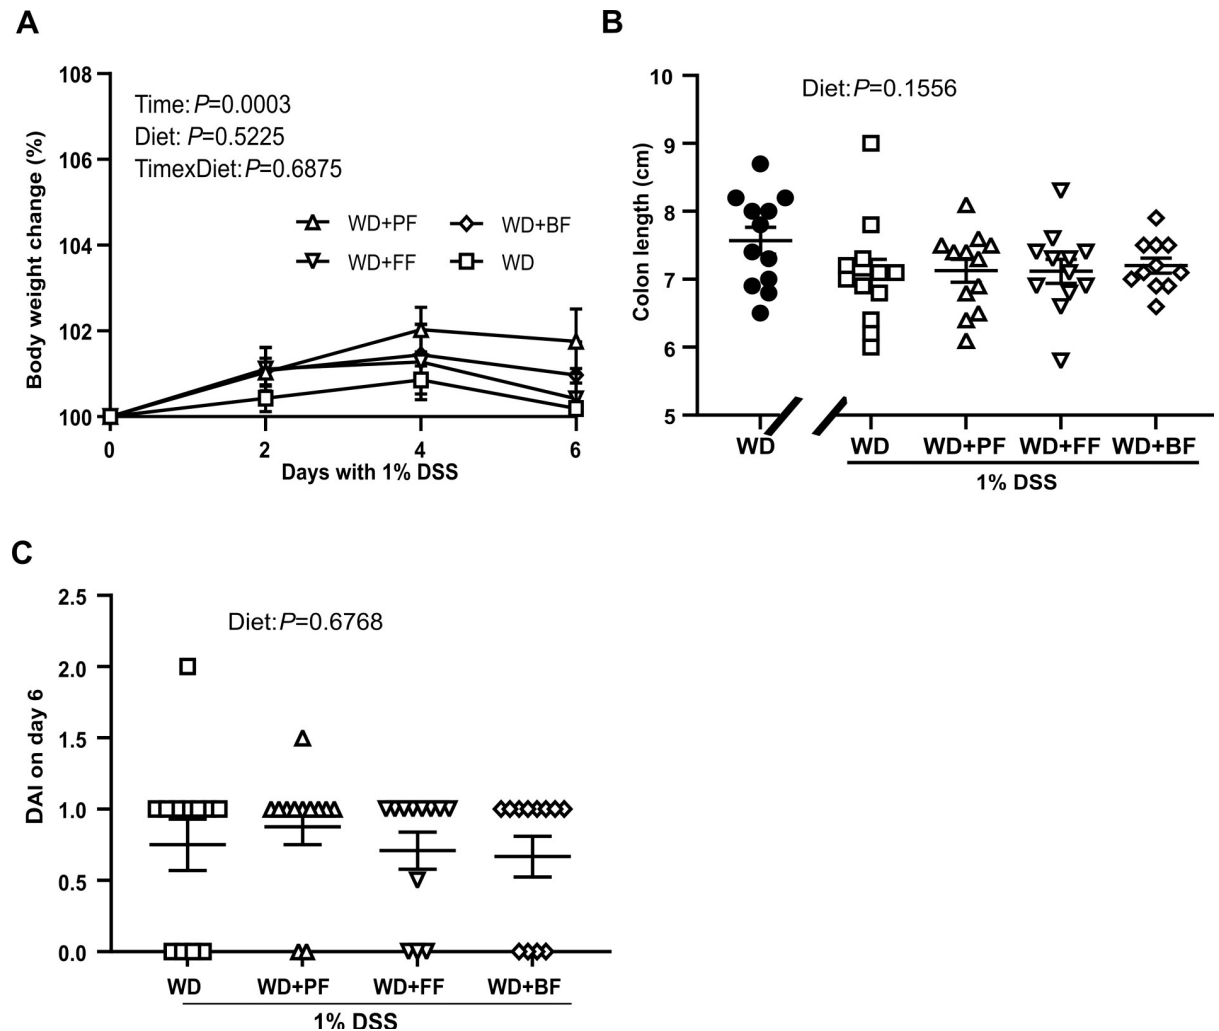 A
108
106
104
102
100
Body weight change (%)
Time: P=0.0003
Diet: P=0.5225
TimexDiet:P=0.6875
WD+PF
WD+BF
WD+FF
WD
0
2
4
6
Days with 1% DSS
B
10
9
8
7
6
5
Colon length (cm)
Diet:P=0.1556
WD
WD
WD+PF
WD+FF
WD+BF
1% DSS
C
2.5
2.0
1.5
1.0
0.5
0.0
DAI on day 6
Diet:P=0.6768
WD
WD+PF
WD+FF
WD+BF
1% DSS